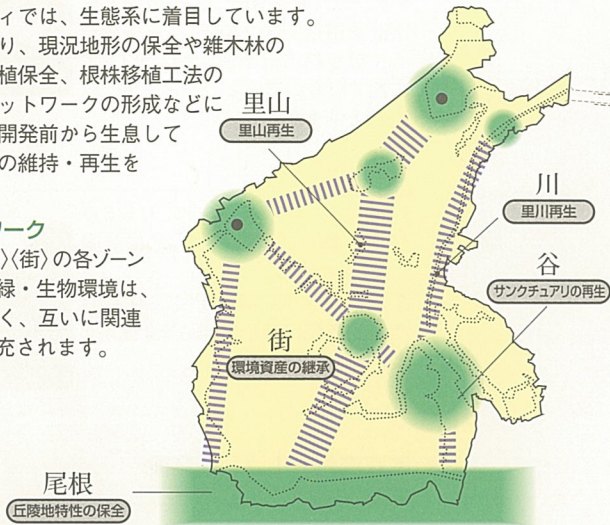 ィでは、生態系に着目しています。
り、現況地形の保全や雑木林の
植保全、根株移植工法の
ットワークの形成などに
開発前から生息して
の維持・再生を
ワーク
〉〈街〉の各ゾーン
緑・生物環境は、
く、互いに関連
充されます。
里山
里山再生
川
里川再生
谷
サンクチュアリの再生
街
環境資産の継承
尾根
丘陵地特性の保全